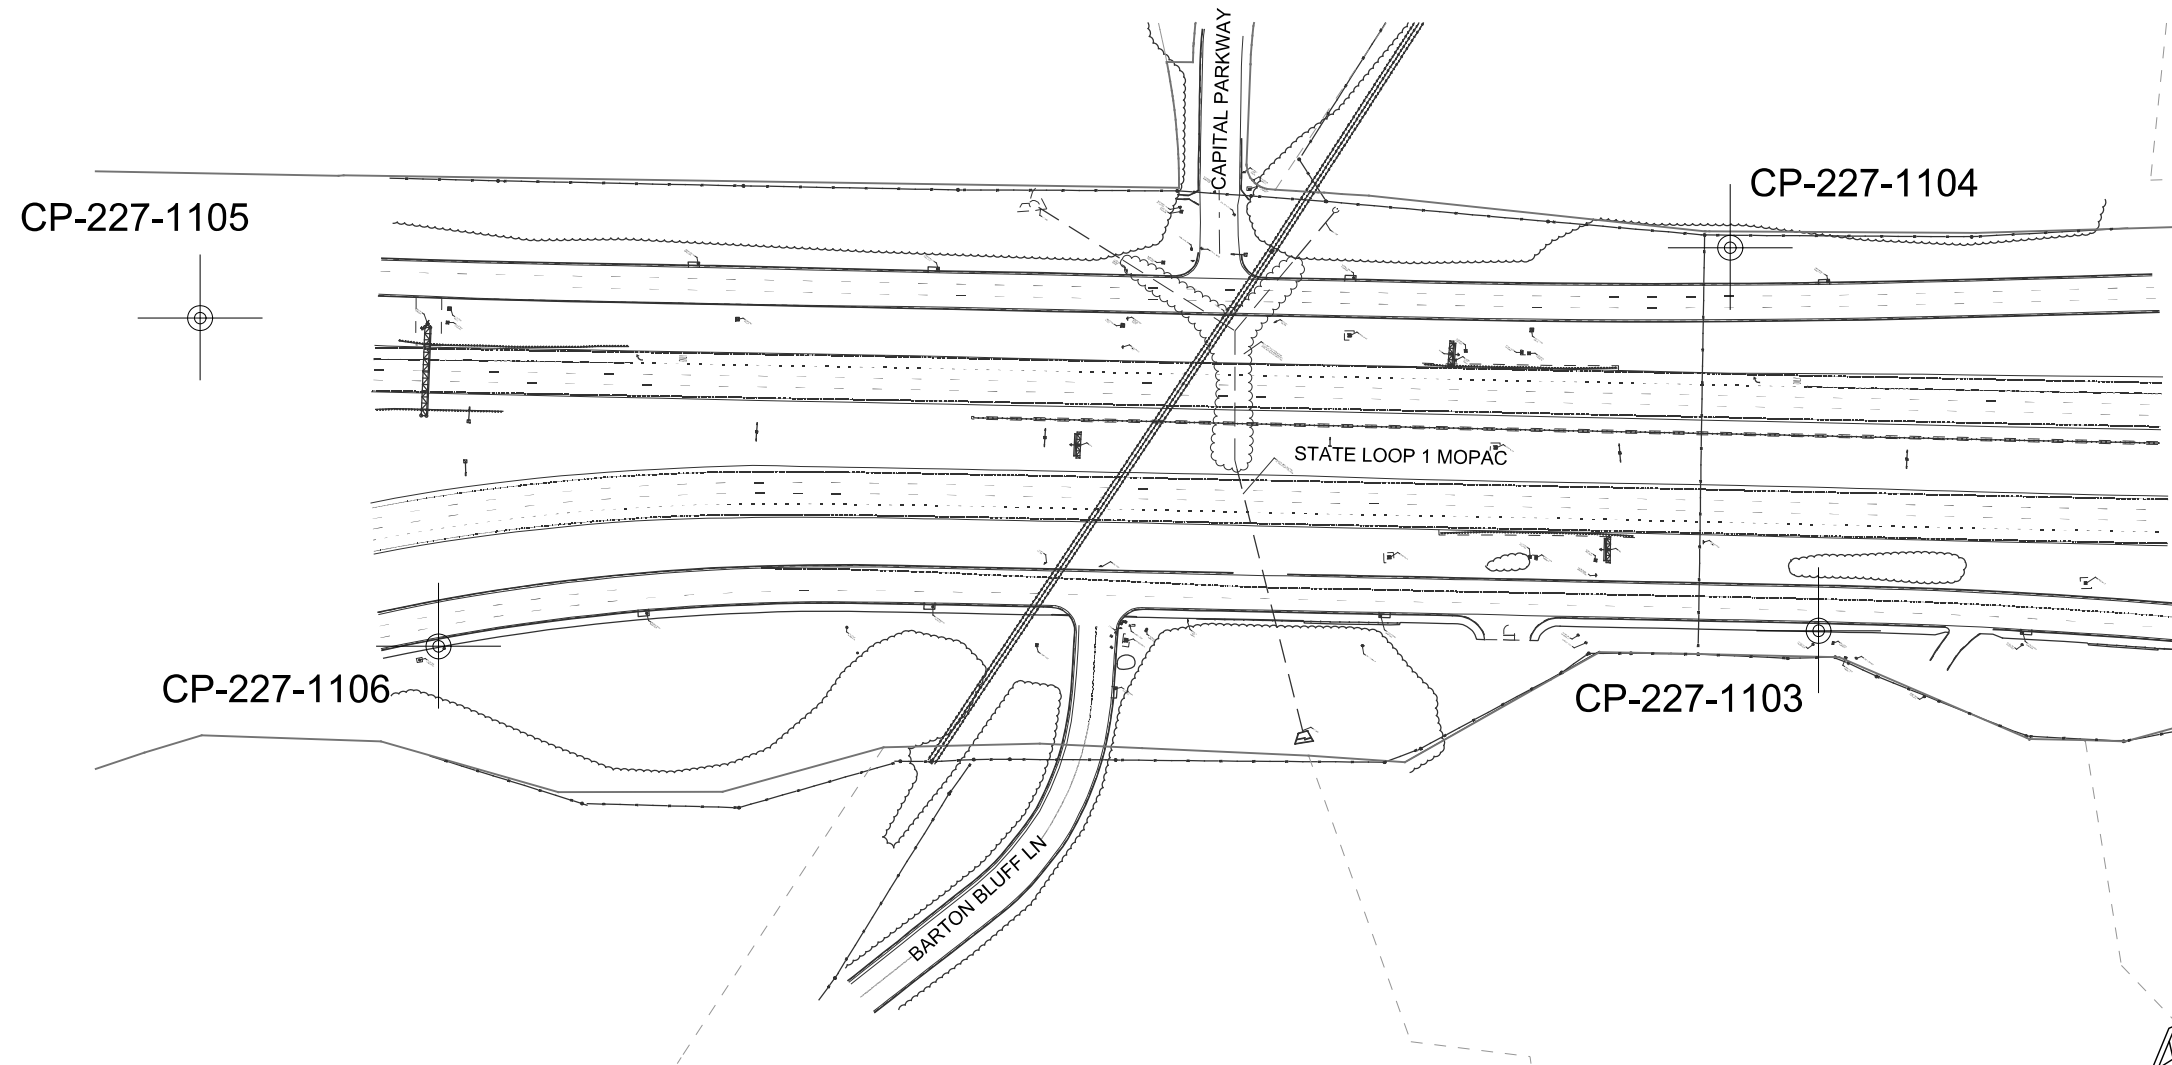 CAPITAL PARKWAY
CP-227-1104
CP-227-1105
STATE LOOP 1 MOPAC
CP-227-1106
CP-227-1103
BARTON BLUFF LN